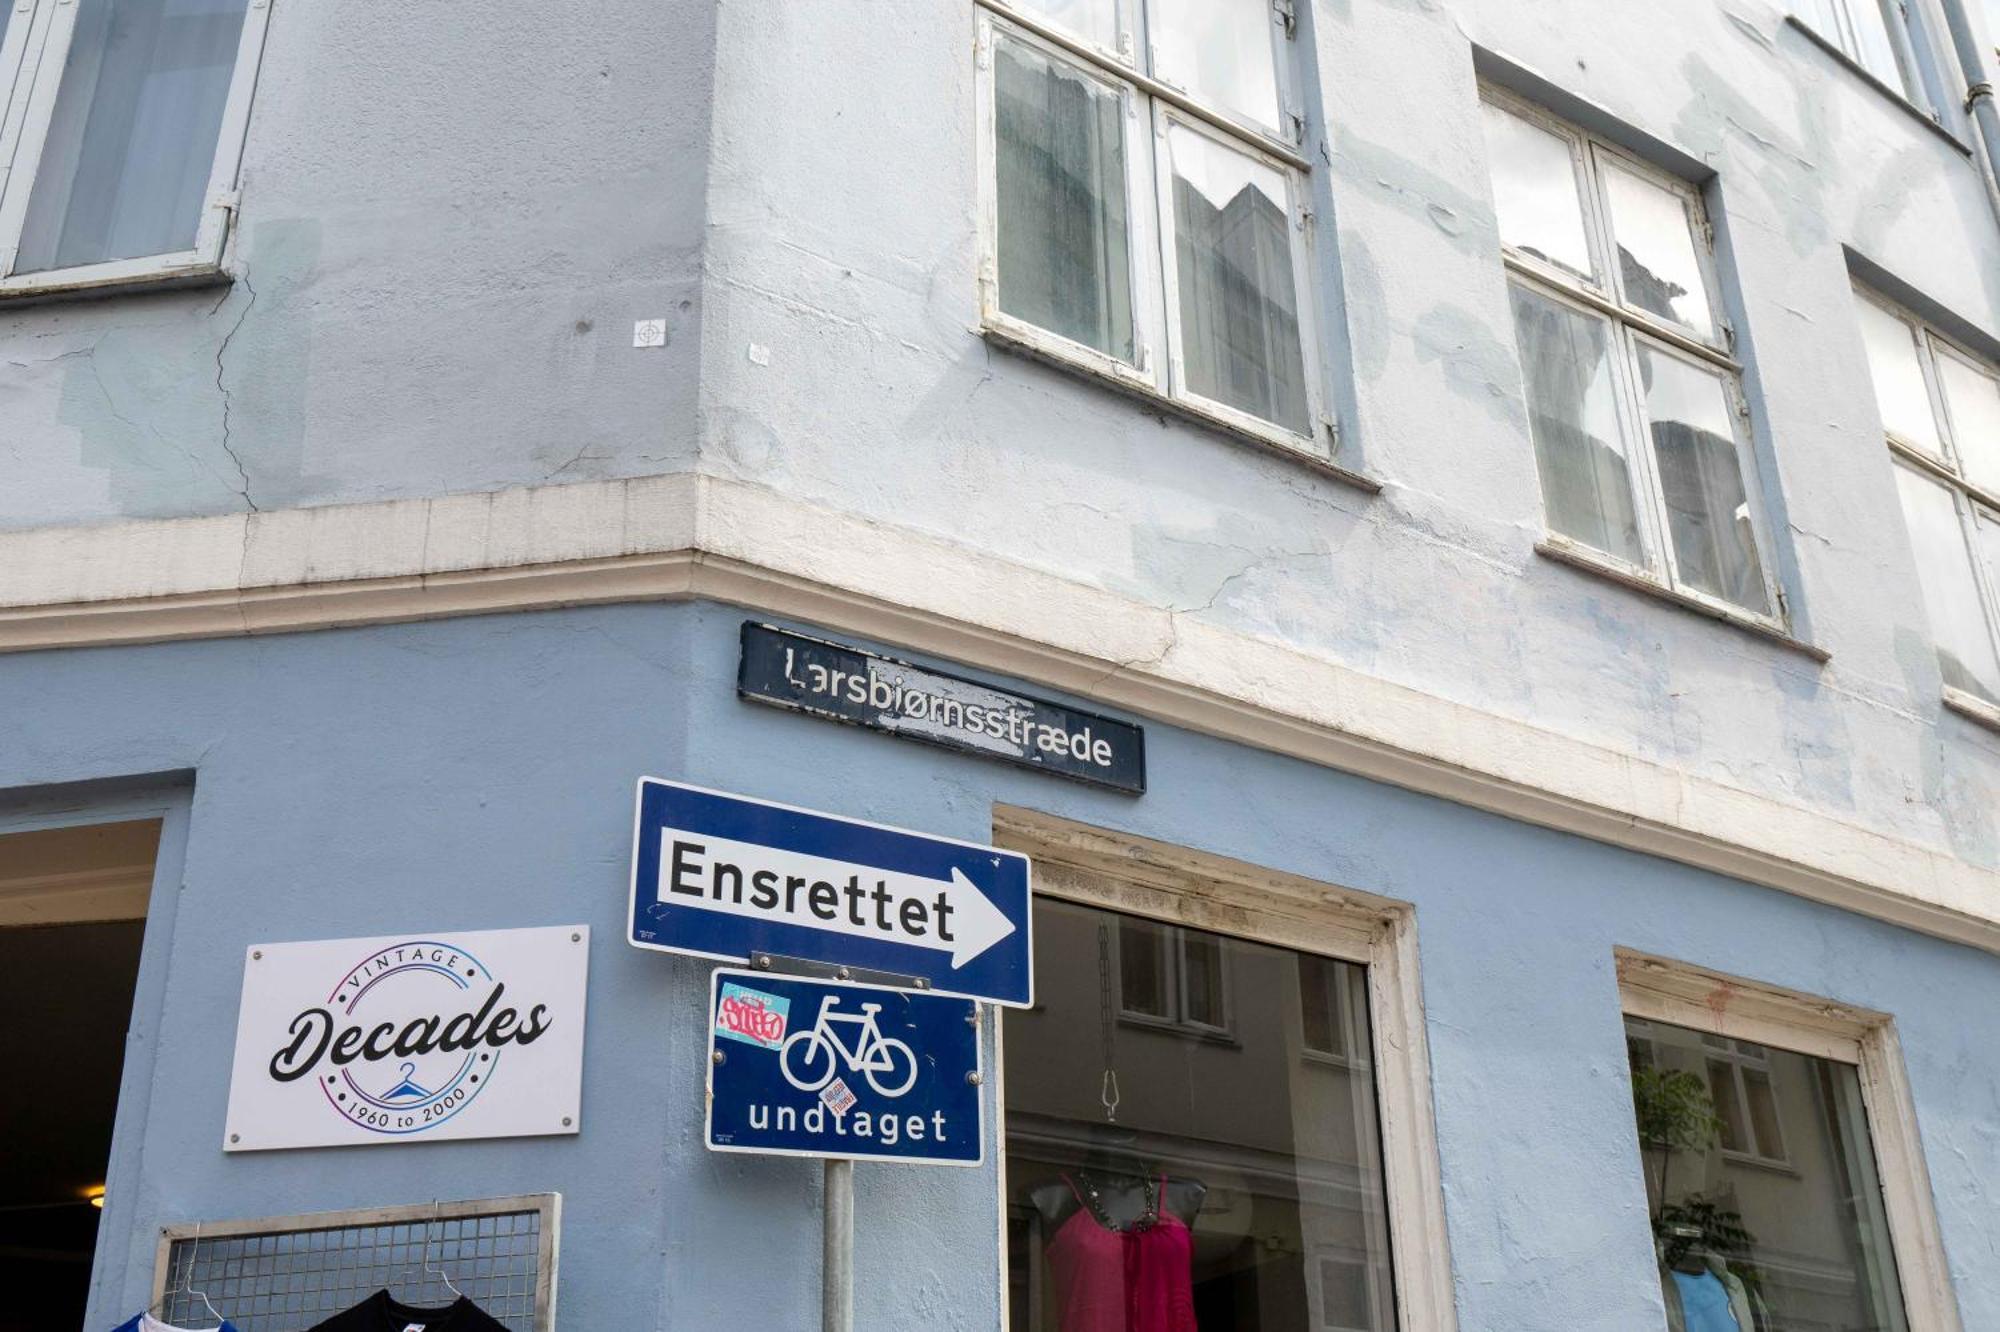 Larsbjørnsstræde
Ensrettet
undtaget
VINTAGE
Decades
1960 to 2000